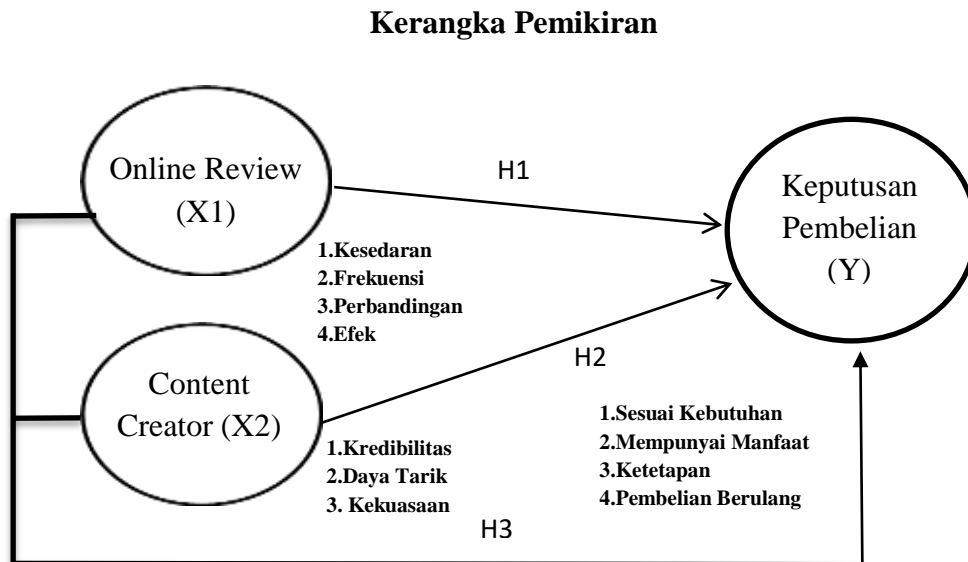 Kerangka Pemikiran
Online Review
(X1)
H1
Keputusan
Pembelian
(Y)
1.Kesedaran
2.Frekuensi
3.Perbandingan
4.Efek
H2
Content
Creator (X2)
1.Kredibilitas
2.Daya Tarik
3. Kekuasaan
1.Sesuai Kebutuhan
2.Mempunyai Manfaat
3.Ketetapan
4.Pembelian Berulang
H3